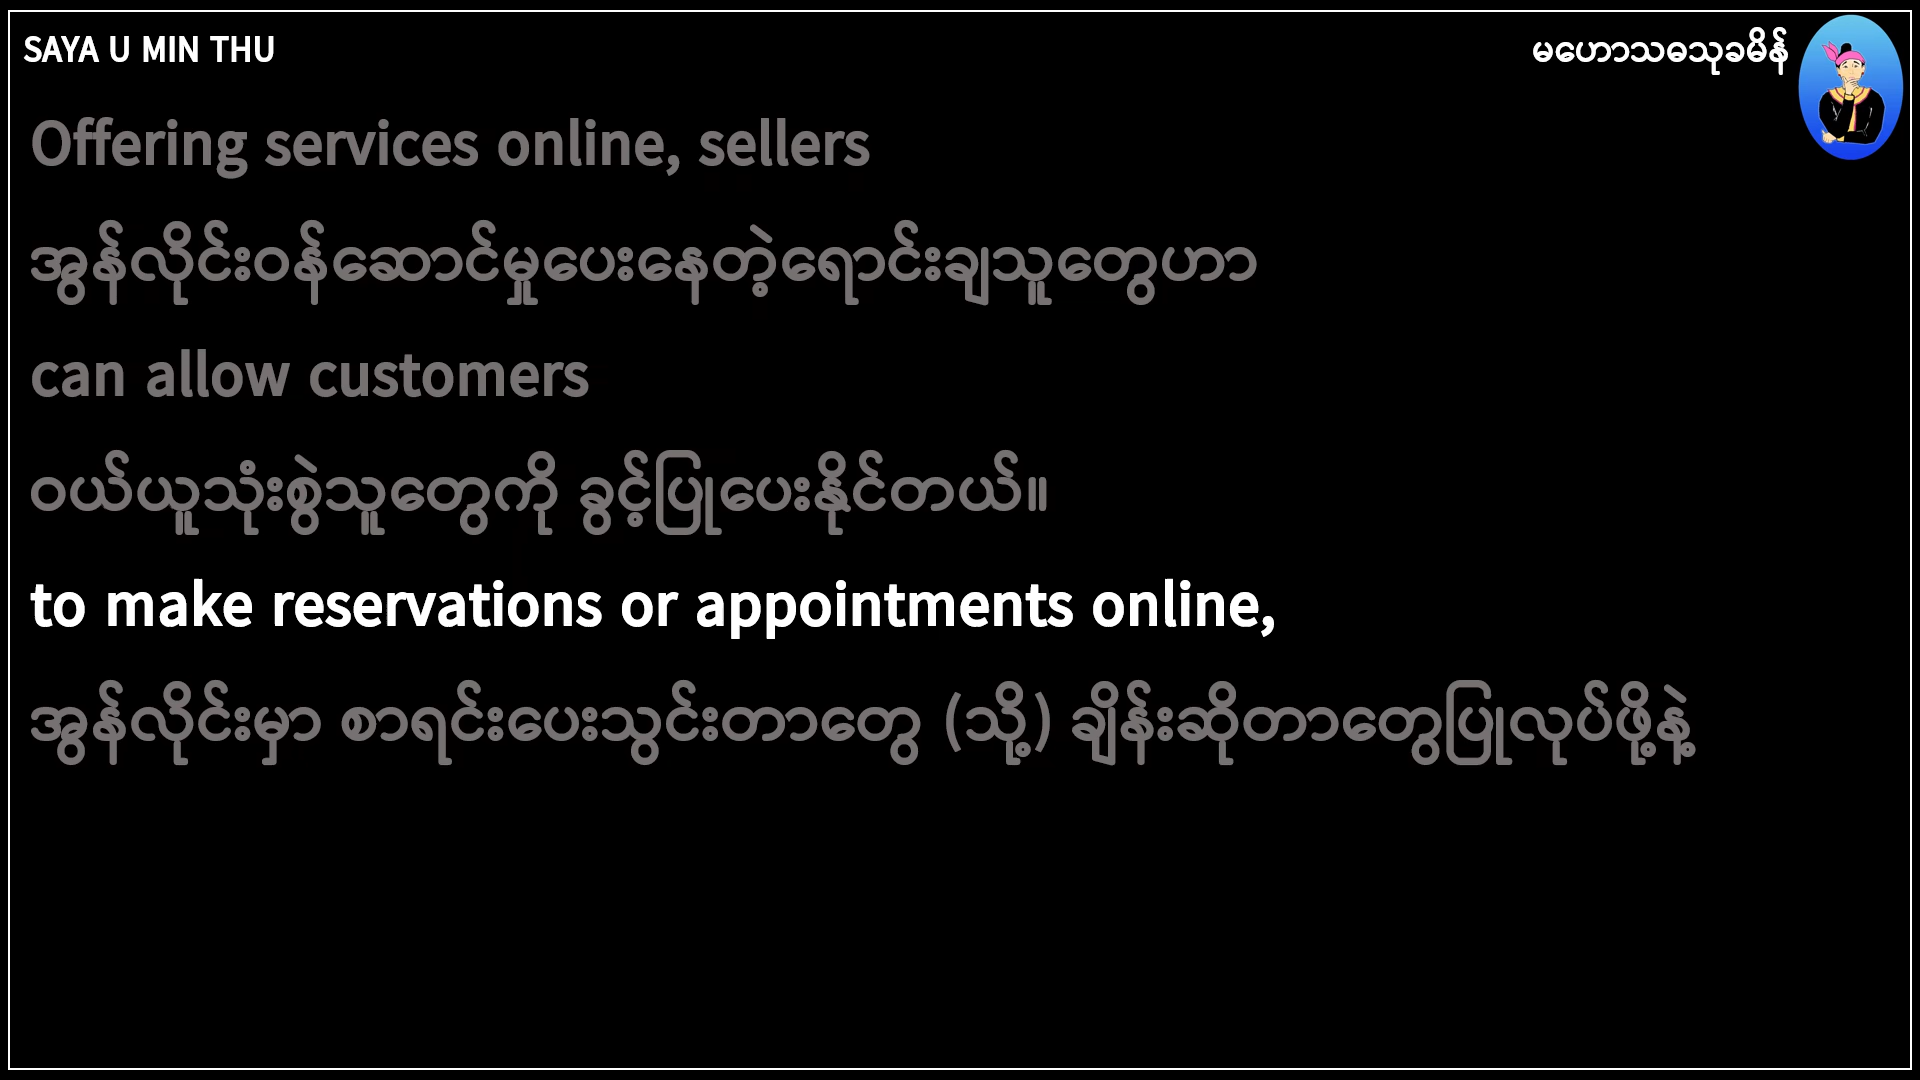 SAYA U MIN THU
မဟောသဓသုခမိန်
Offering services online, sellers
အွန်လိုင်းဝန်ဆောင်မှုပေးနေတဲ့ရောင်းချသူတွေဟာ
can allow customers
ဝယ်ယူသုံးစွဲသူတွေကို ခွင့်ပြုပေးနိုင်တယ်။
to make reservations or appointments online,
အွန်လိုင်းမှာ စာရင်းပေးသွင်းတာတွေ (သို့) ချိန်းဆိုတာတွေပြုလုပ်ဖို့နဲ့